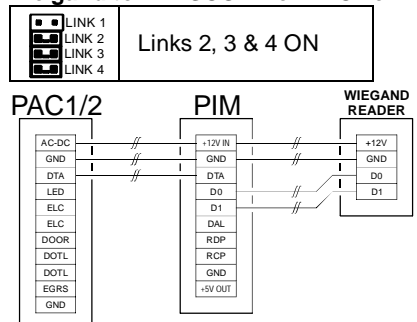 LINK 1
LINK 2
LINK 3
LINK 4
Links 2, 3 & 4 ON
PAC1/2
AC-DC
GND
DTA
LED
ELC
ELC
DOOR
DOTL
DOTL
EGRS
GND
PIM
+12V IN
GND
DTA
D0
D1
DAL
RDP
RCP
GND
+5V OUT
WIEGAND
READER
+12V
GND
D0
D1